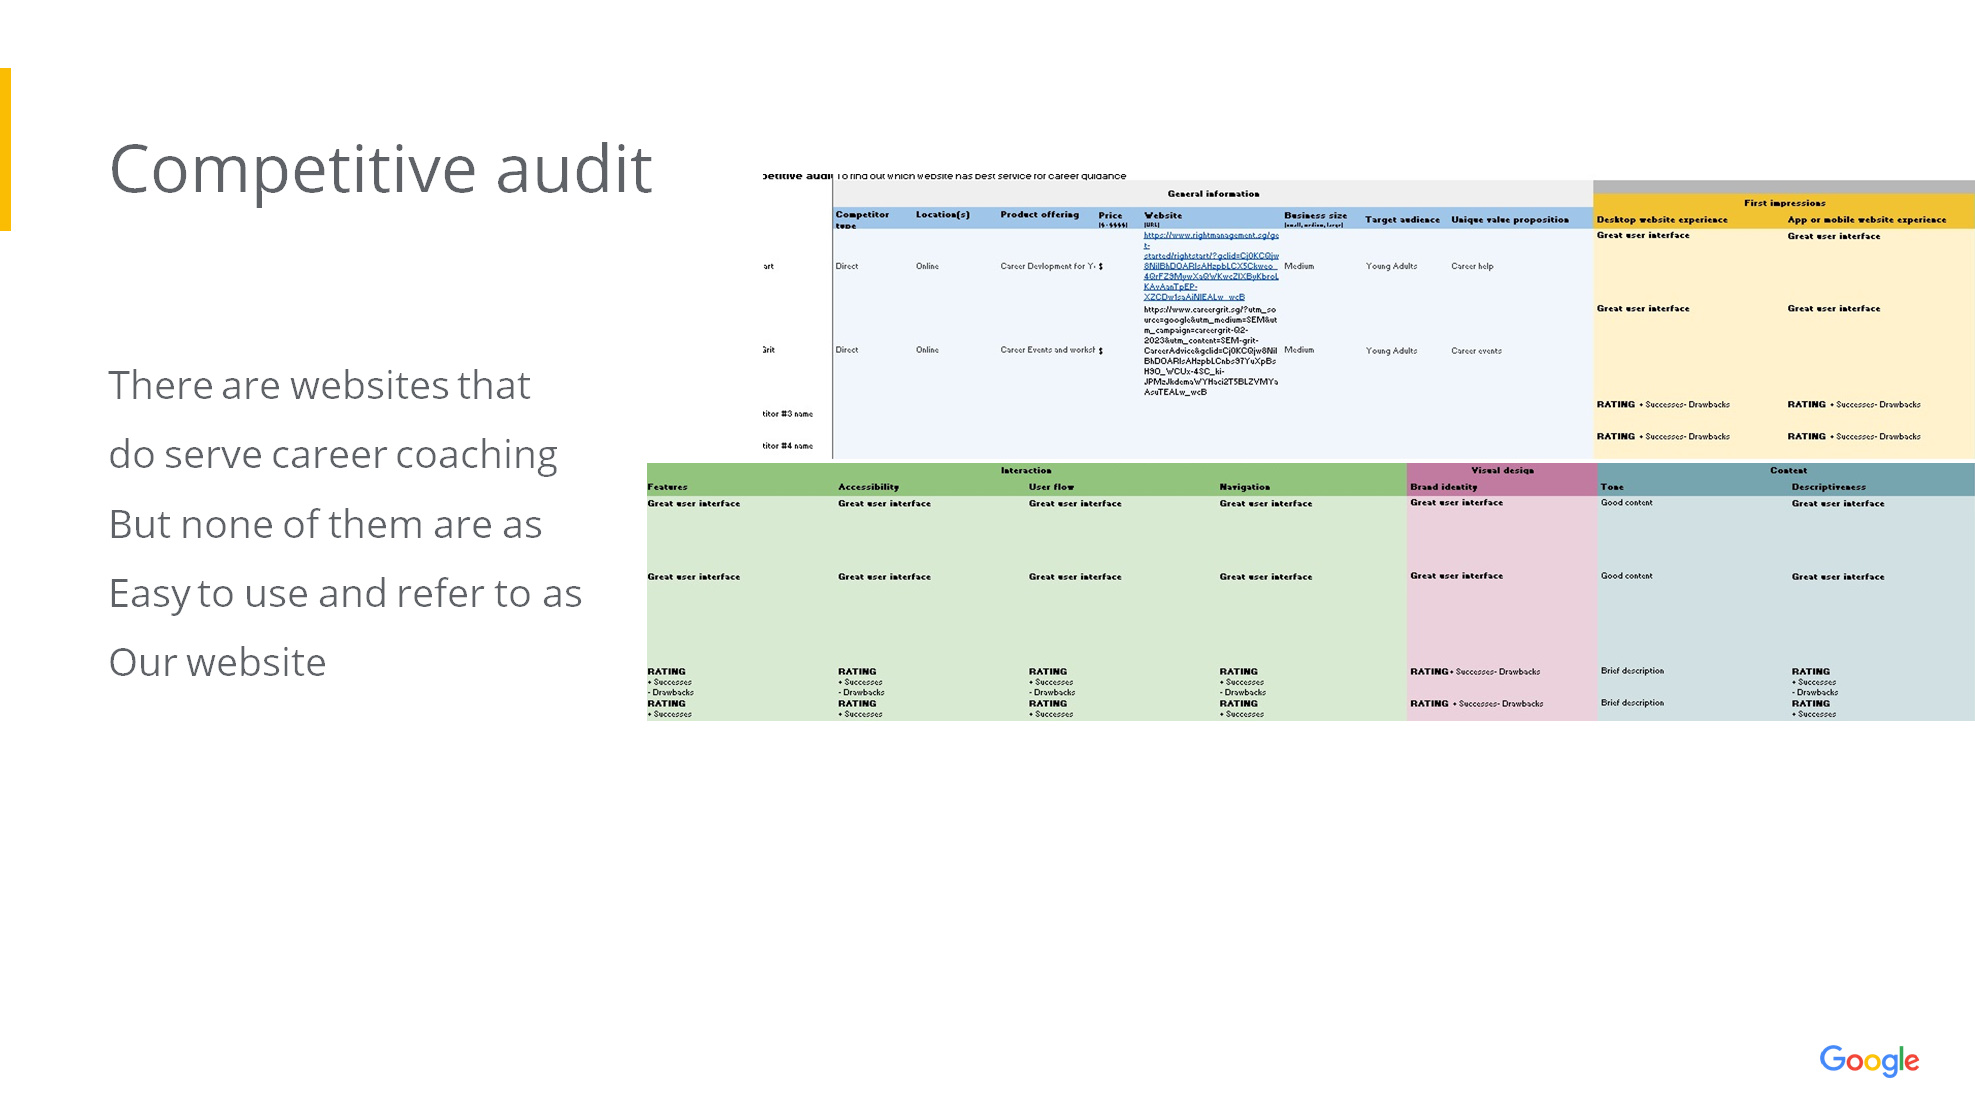 Competitive audit
There are websites that
do serve career coaching
But none of them are as
Easy to use and refer to as
Our website
petitive audit To find out which website has best service for career guidance
General information
First impressions
Competitor type Location(s) Product offering Price ($-$$$$) Website (URL) Business size (small, medium, large) Target audience Unique value proposition Desktop website experience App or mobile website experience
art Direct Online Career Devlopment for Y $ Medium Young Adults Career help Great user interface Great user interface
https://www.rightmanagement.sg/ge
t-
started/rightstart/?gclid=Cj0KCQjw
Grit Direct Online Career Events and worksh $ Medium Young Adults Career events Great user interface Great user interface
https://www.careergrit.sg/?utm_so
urce=google&utm_medium=SEM&ut
m_campaign=careergrit-Q2-
2023&utm_content=SEM-grit-
titor #3 name RATING + Successes- Drawbacks RATING + Successes- Drawbacks
titor #4 name RATING + Successes- Drawbacks RATING + Successes- Drawbacks
Interaction Visual design Content
Features Accessibility User flow Navigation Brand identity Tone Descriptiveness
Great user interface Great user interface Great user interface Great user interface Great user interface Good content Great user interface
Great user interface Great user interface Great user interface Great user interface Great user interface Good content Great user interface
RATING RATING RATING RATING RATING + Successes- Drawbacks Brief description RATING
+ Successes + Successes + Successes + Successes + Successes
- Drawbacks - Drawbacks - Drawbacks - Drawbacks - Drawbacks
RATING RATING RATING RATING RATING + Successes- Drawbacks Brief description RATING
+ Successes + Successes + Successes + Successes + Successes
Google